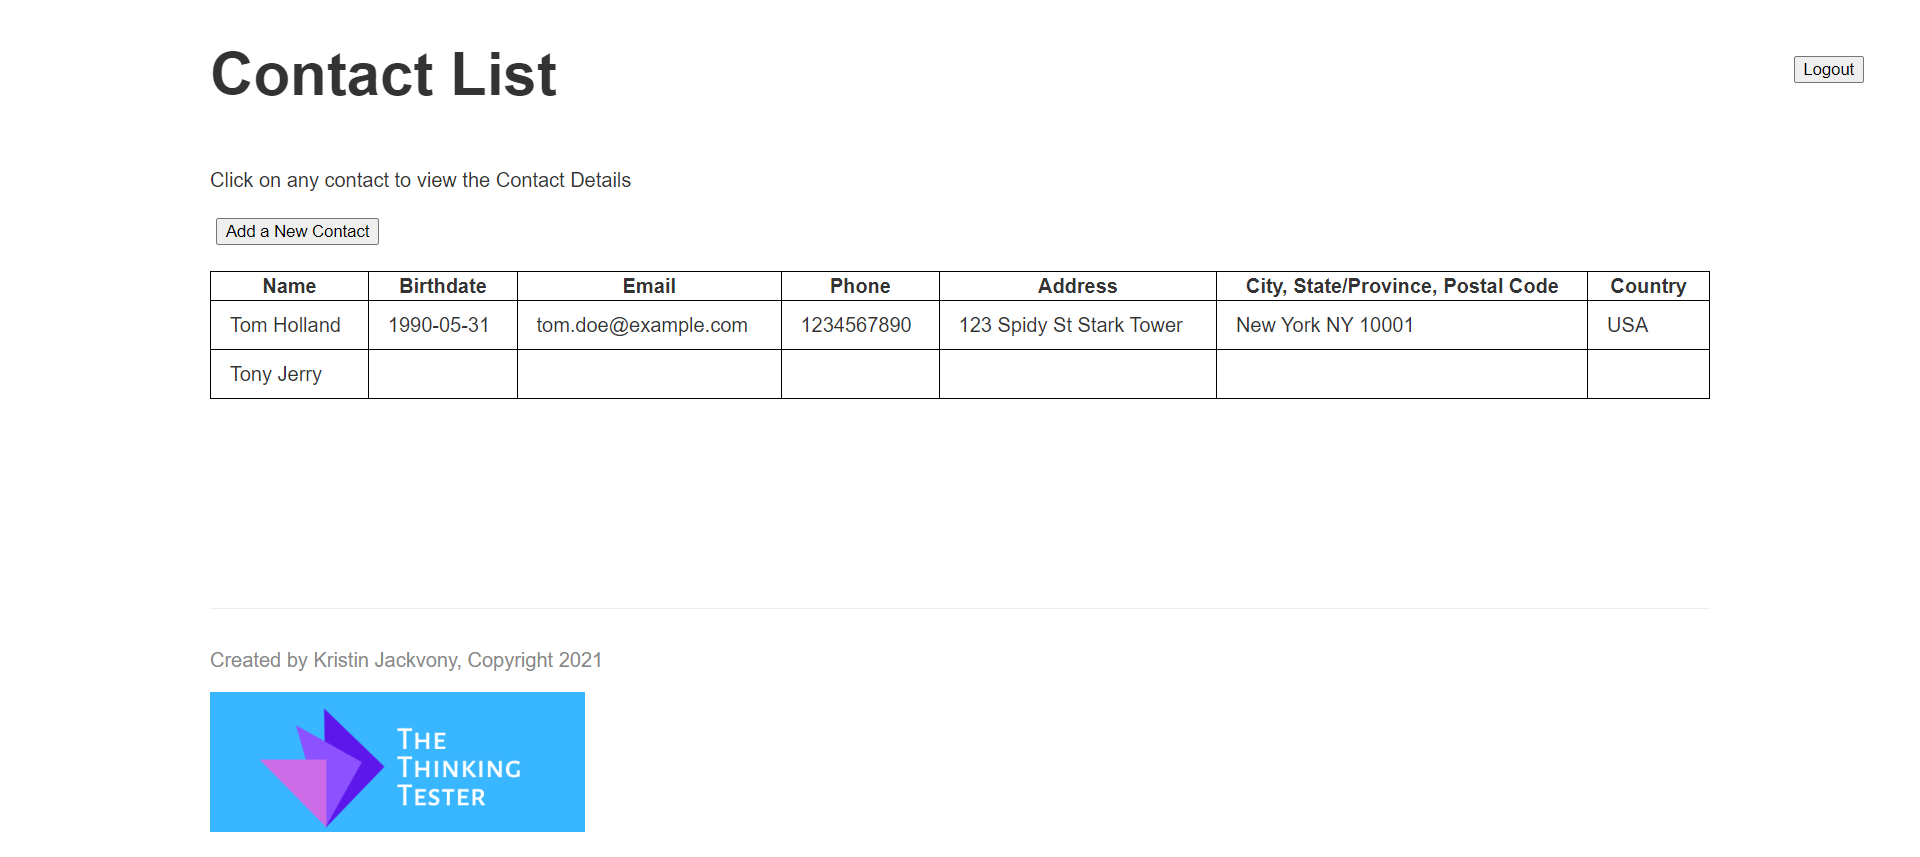 Contact List
Logout
Click on any contact to view the Contact Details
Add a New Contact
Name Birthdate Email Phone Address City, State/Province, Postal Code Country
Tom Holland 1990-05-31 tom.doe@example.com 1234567890 123 Spidy St Stark Tower New York NY 10001 USA
Tony Jerry
Created by Kristin Jackvony, Copyright 2021
THE
THINKING
TESTER